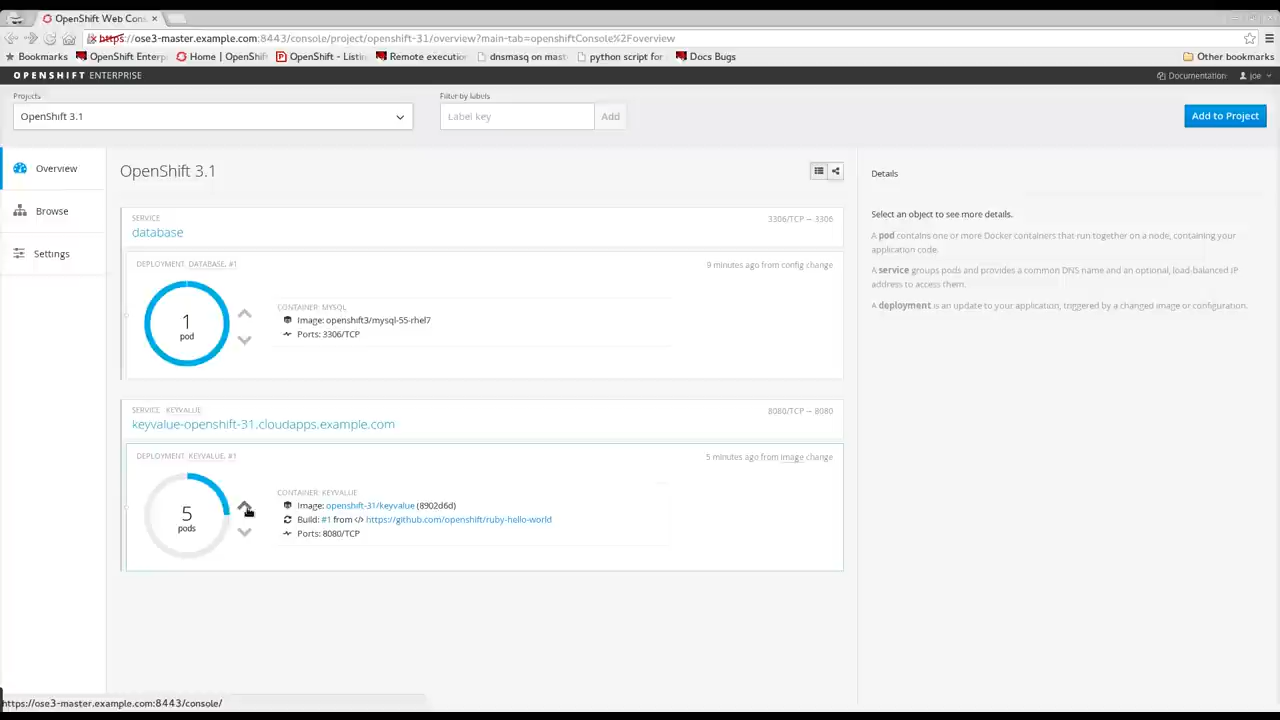 OpenShift Web Cons
https://ose3-master.example.com:8443/console/project/openshift-31/overview?main-tab=openshiftConsole%2Foverview
Bookmarks OpenShift Enterp Home | OpenShift OpenShift - Listin Remote execution dnsmasq on mast python script for Docs Bugs Other bookmarks
OPENSHIFT ENTERPRISE Documentation joe
Projects Filter by labels
OpenShift 3.1 Label key Add Add to Project
Overview
Browse
Settings
OpenShift 3.1
SERVICE 3306/TCP — 3306
database
DEPLOYMENT: DATABASE, #1 9 minutes ago from config change
1
pod
CONTAINER: MYSQL
Image: openshift3/mysql-55-rhel7
Ports: 3306/TCP
SERVICE KEYVALUE 8080/TCP — 8080
keyvalue-openshift-31.cloudapps.example.com
DEPLOYMENT: KEYVALUE, #1 5 minutes ago from image change
5
pods
CONTAINER: KEYVALUE
Image: openshift-31/keyvalue (8902d6d)
Build: #1 from </> https://github.com/openshift/ruby-hello-world
Ports: 8080/TCP
Details
Select an object to see more details.
A pod contains one or more Docker containers that run together on a node, containing your
application code.
A service groups pods and provides a common DNS name and an optional, load-balanced IP
address to access them.
A deployment is an update to your application, triggered by a changed image or configuration.
https://ose3-master.example.com:8443/console/